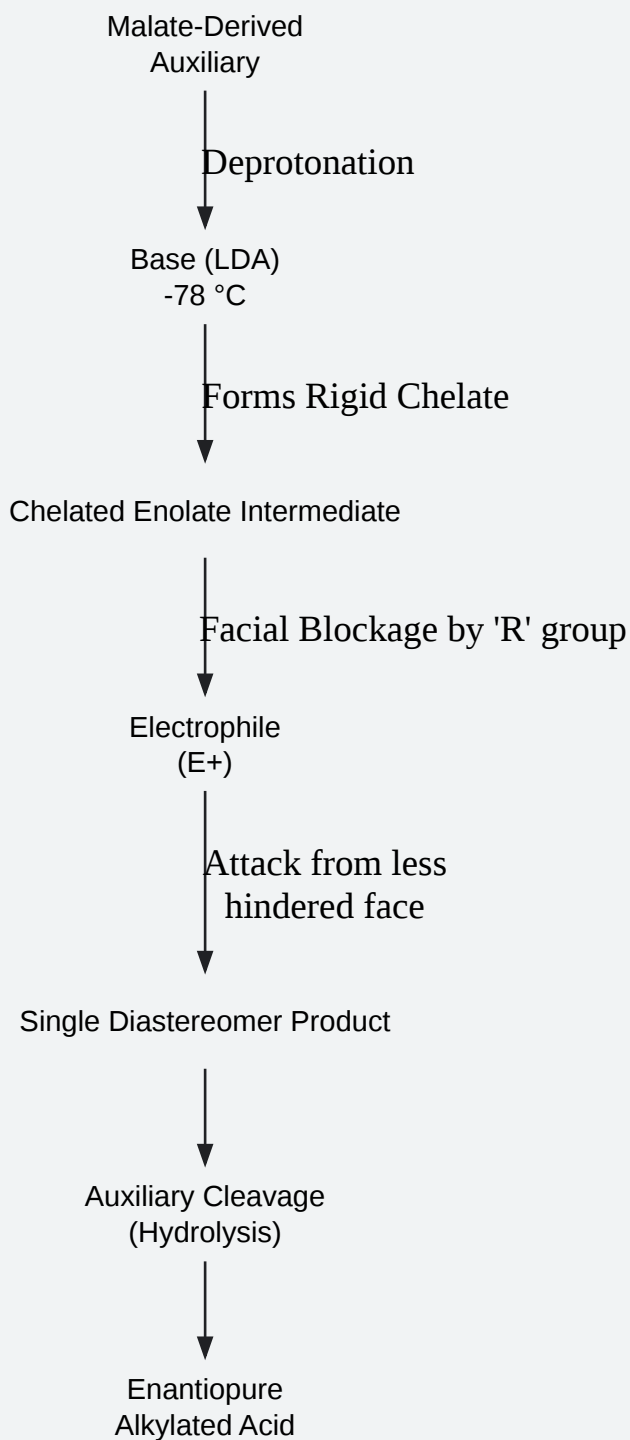 Malate-Derived
Auxiliary
Deprotonation
Base (LDA)
-78 °C
Forms Rigid Chelate
Chelated Enolate Intermediate
Facial Blockage by 'R' group
Electrophile
(E+)
Attack from less
hindered face
Single Diastereomer Product
Auxiliary Cleavage
(Hydrolysis)
Enantiopure
Alkylated Acid